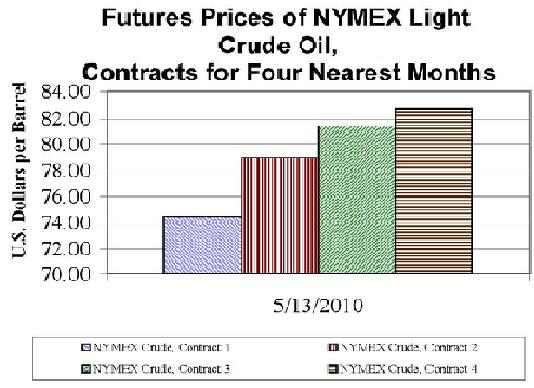 Futures Prices of NYMEX Light
Crude Oil,
Contracts for Four Nearest Months
U.S. Dollars per Barrel
84.00
82.00
80.00
78.00
76.00
74.00
72.00
70.00
5/13/2010
NYMEX Crude, Contract 1
NYMEX Crude, Contract 2
NYMEX Crude, Contract 3
NYMEX Crude, Contract 4